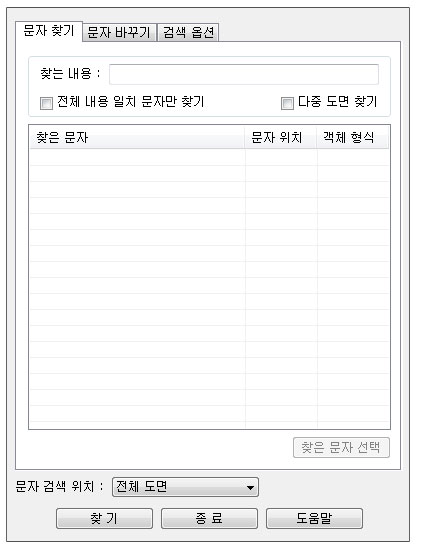 문자 찾기 문자 바꾸기 검색 옵션
찾는 내용 :
전체 내용 일치 문자만 찾기 다중 도면 찾기
찾은 문자 문자 위치 객체 형식
찾은 문자 선택
문자 검색 위치 : 전체 도면
찾 기 종 료 도움말